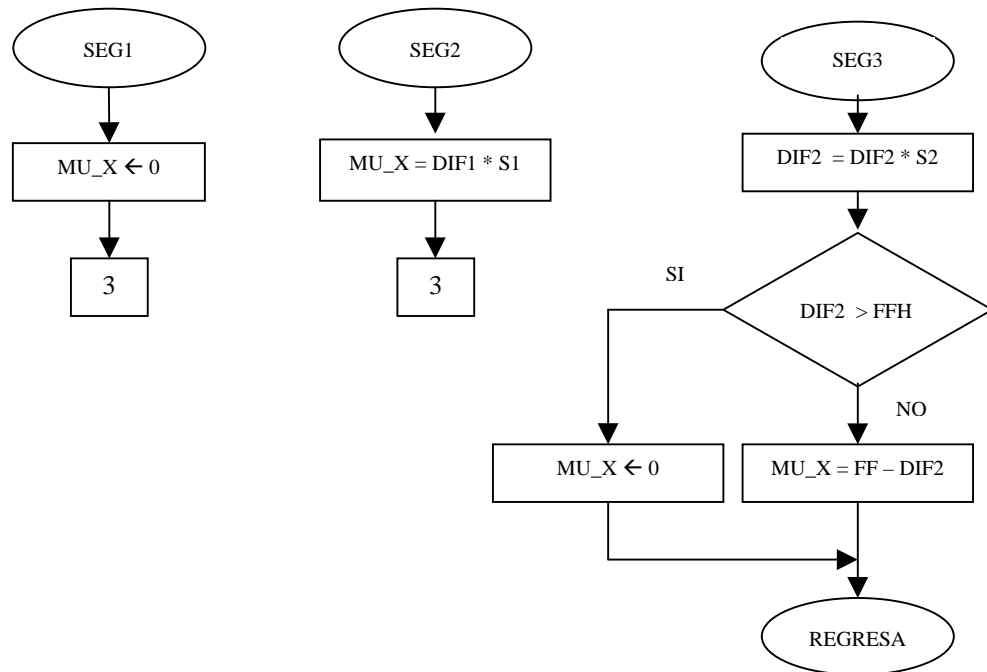 SEG1
MU_X ← 0
3
SEG2
MU_X = DIF1 * S1
3
SEG3
DIF2 = DIF2 * S2
DIF2 > FFH
SI
NO
MU_X ← 0
MU_X = FF – DIF2
REGRESA